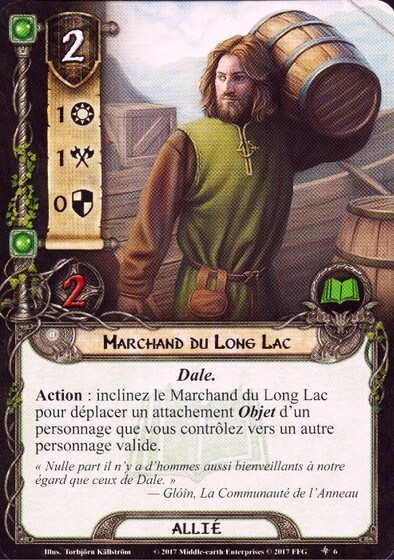 2
1
1
0
2
Marchand du Long Lac
Dale.
Action : inclinez le Marchand du Long Lac
pour déplacer un attachement Objet d'un
personnage que vous contrôlez vers un autre
personnage valide.
« Nulle part il n'y a d'hommes aussi bienveillants à notre
égard que ceux de Dale. »
— Glóin, La Communauté de l'Anneau
Allié
Illus. Torbjörn Källström © 2017 Middle-earth Enterprises © 2017 FFG 6